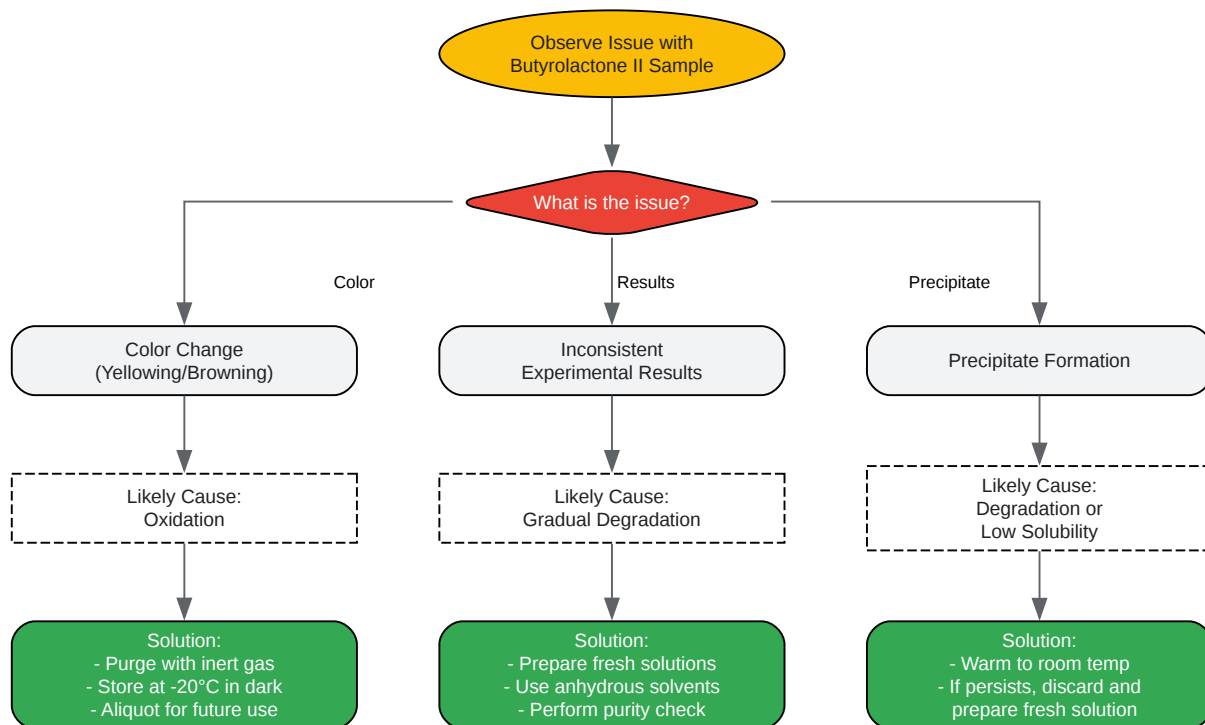 Observe Issue with
Butyrolactone II Sample
What is the issue?
Color
Results
Precipitate
Color Change
(Yellowing/Browning)
Inconsistent
Experimental Results
Precipitate Formation
Likely Cause:
Oxidation
Likely Cause:
Gradual Degradation
Likely Cause:
Degradation or
Low Solubility
Solution:
- Purge with inert gas
- Store at -20°C in dark
- Aliquot for future use
Solution:
- Prepare fresh solutions
- Use anhydrous solvents
- Perform purity check
Solution:
- Warm to room temp
- If persists, discard and
prepare fresh solution